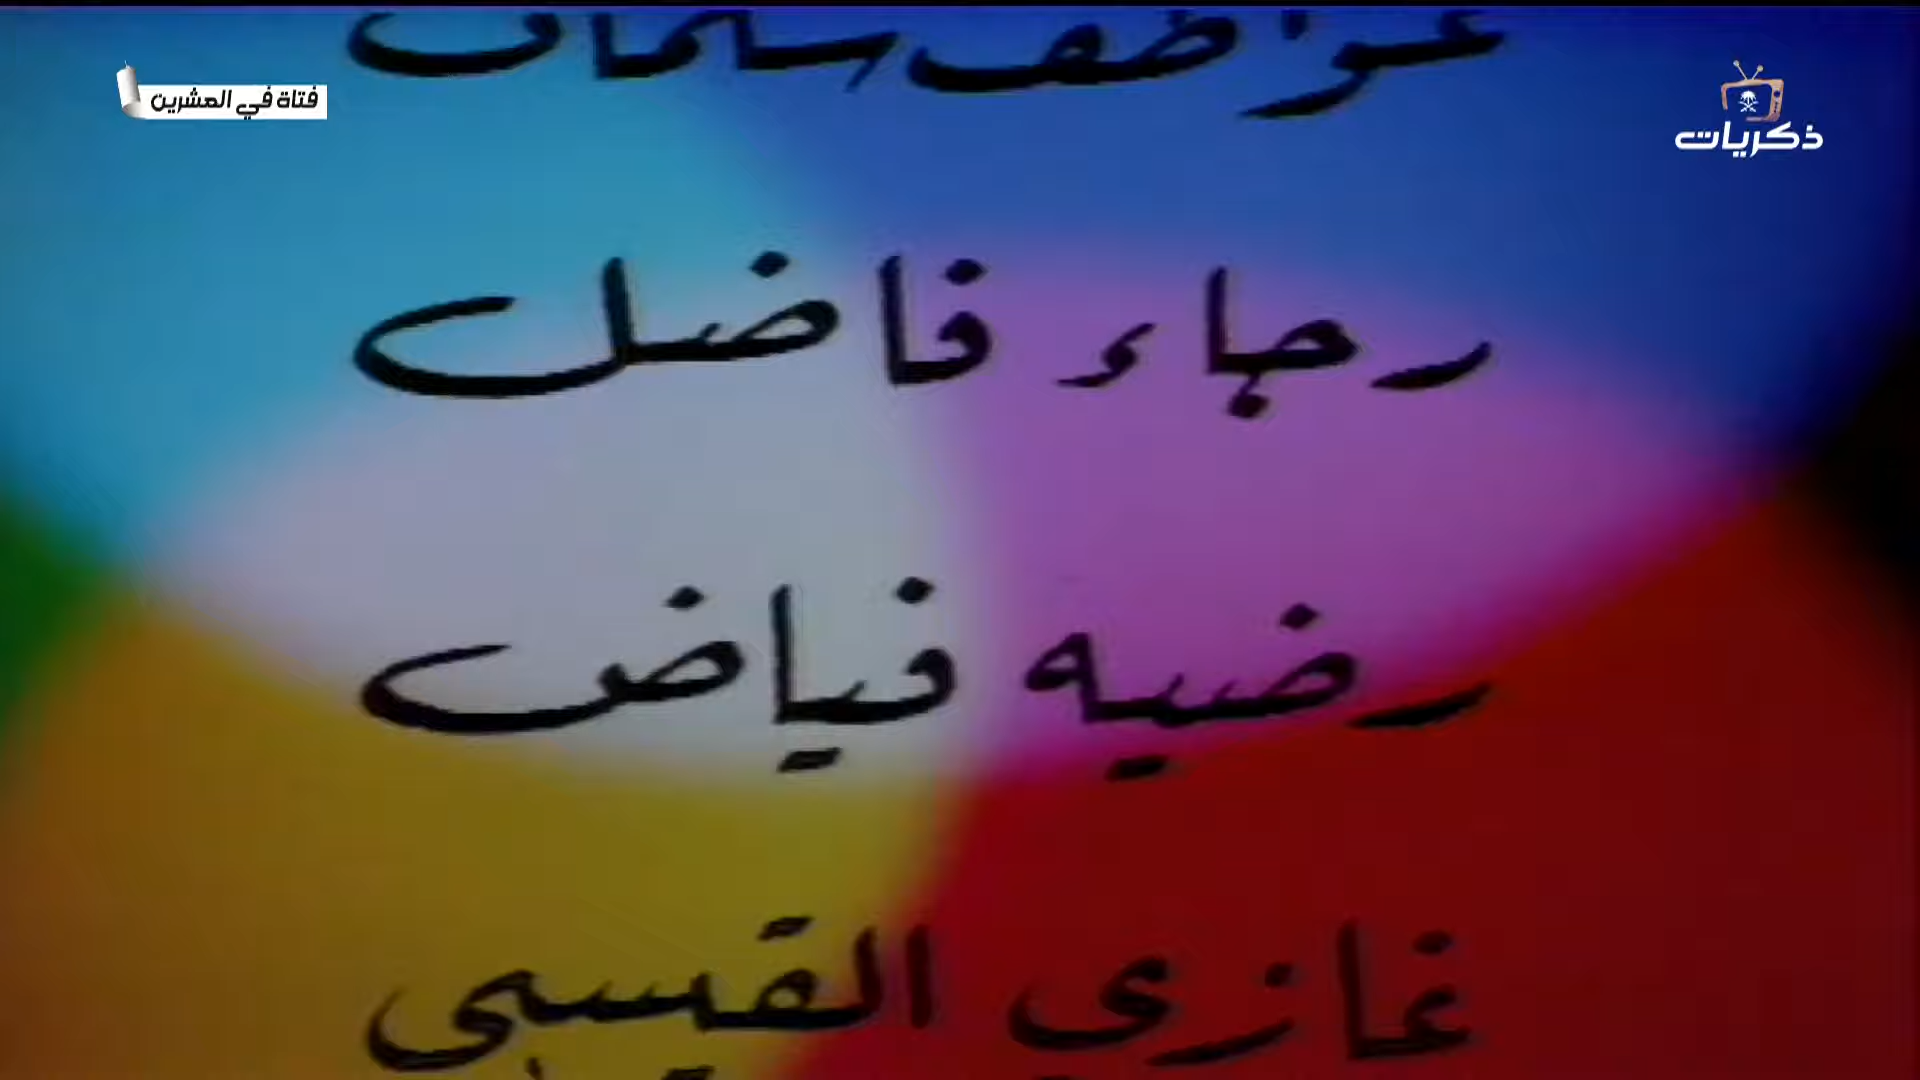 عواطف سلمان
فتاة في العشرين
ذكريات
رجاء فاضل
رضيه فياض
غازي القيسي